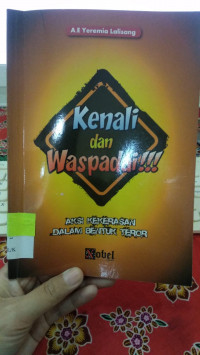 A.E Yeremia Lalisang
Kenali
dan
Waspadai!!!
AKSI KEKERASAN
DALAM BENTUK TEROR
Nobel